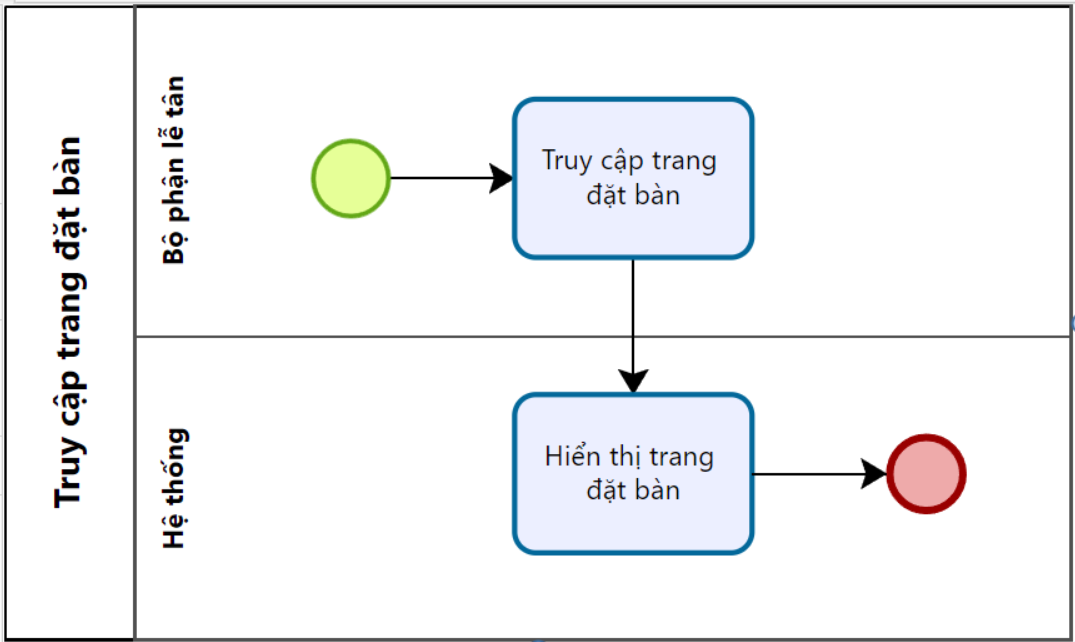 Truy cập trang đặt bàn
Bộ phận lễ tân
Truy cập trang
đặt bàn
Hệ thống
Hiển thị trang
đặt bàn